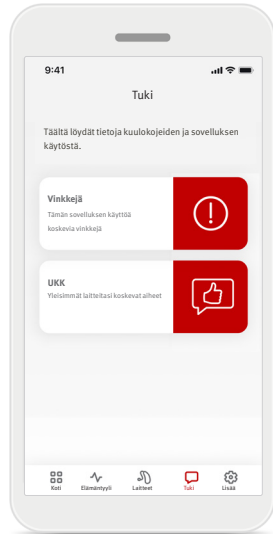 9:41
Tuki
Täältä löydät tietoja kuulokojeiden ja sovelluksen
käytöstä.
Vinkkejä
Tämän sovelluksen käyttöä
koskevia vinkkejä
UKK
Yleisimmät laitteitasi koskevat aiheet
Koti Elämäntyyli Laitteet Tuki Lisää